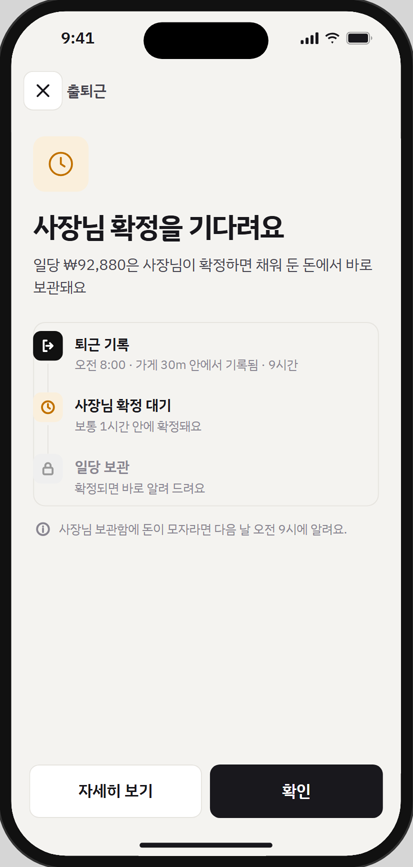 9:41
출퇴근
사장님 확정을 기다려요
일당 ₩92,880은 사장님이 확정하면 채워 둔 돈에서 바로
보관돼요
퇴근 기록
오전 8:00 · 가게 30m 안에서 기록됨 · 9시간
사장님 확정 대기
보통 1시간 안에 확정돼요
일당 보관
확정되면 바로 알려 드려요
사장님 보관함에 돈이 모자라면 다음 날 오전 9시에 알려요.
자세히 보기
확인